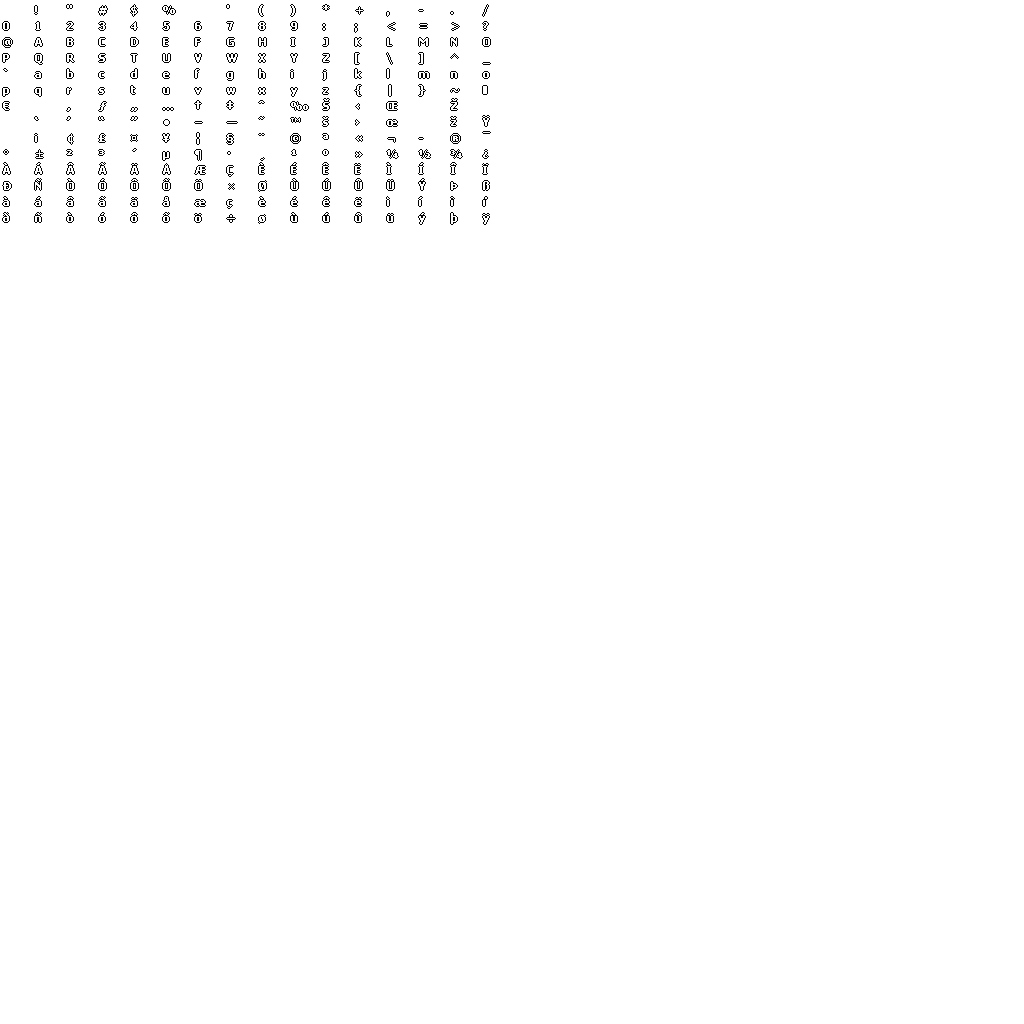 ! " # $ % ' ( ) * + , - . /
0 1 2 3 4 5 6 7 8 9 : ; < = > ?
@ A B C D E F G H I J K L M N O
P Q R S T U V W X Y Z [ \ ] ^ _
` a b c d e f g h i j k l m n o
p q r s t u v w x y z { | } ~
€ ‚ ƒ „ … † ‡ ˆ ‰ Š ‹ Œ Ž
‘ ’ “ ” • – — ˜ ™ š › œ ž Ÿ
¡ ¢ £ ¤ ¥ ¦ § ¨ © ª « ¬ - ® ¯
° ± ² ³ ´ µ ¶ · ¸ ¹ º » ¼ ½ ¾ ¿
À Á Â Ã Ä Å Æ Ç È É Ê Ë Ì Í Î Ï
Ð Ñ Ò Ó Ô Õ Ö × Ø Ù Ú Û Ü Ý Þ ß
à á â ã ä å æ ç è é ê ë ì í î ï
ð ñ ò ó ô õ ö ÷ ø ù ú û ü ý þ ÿ